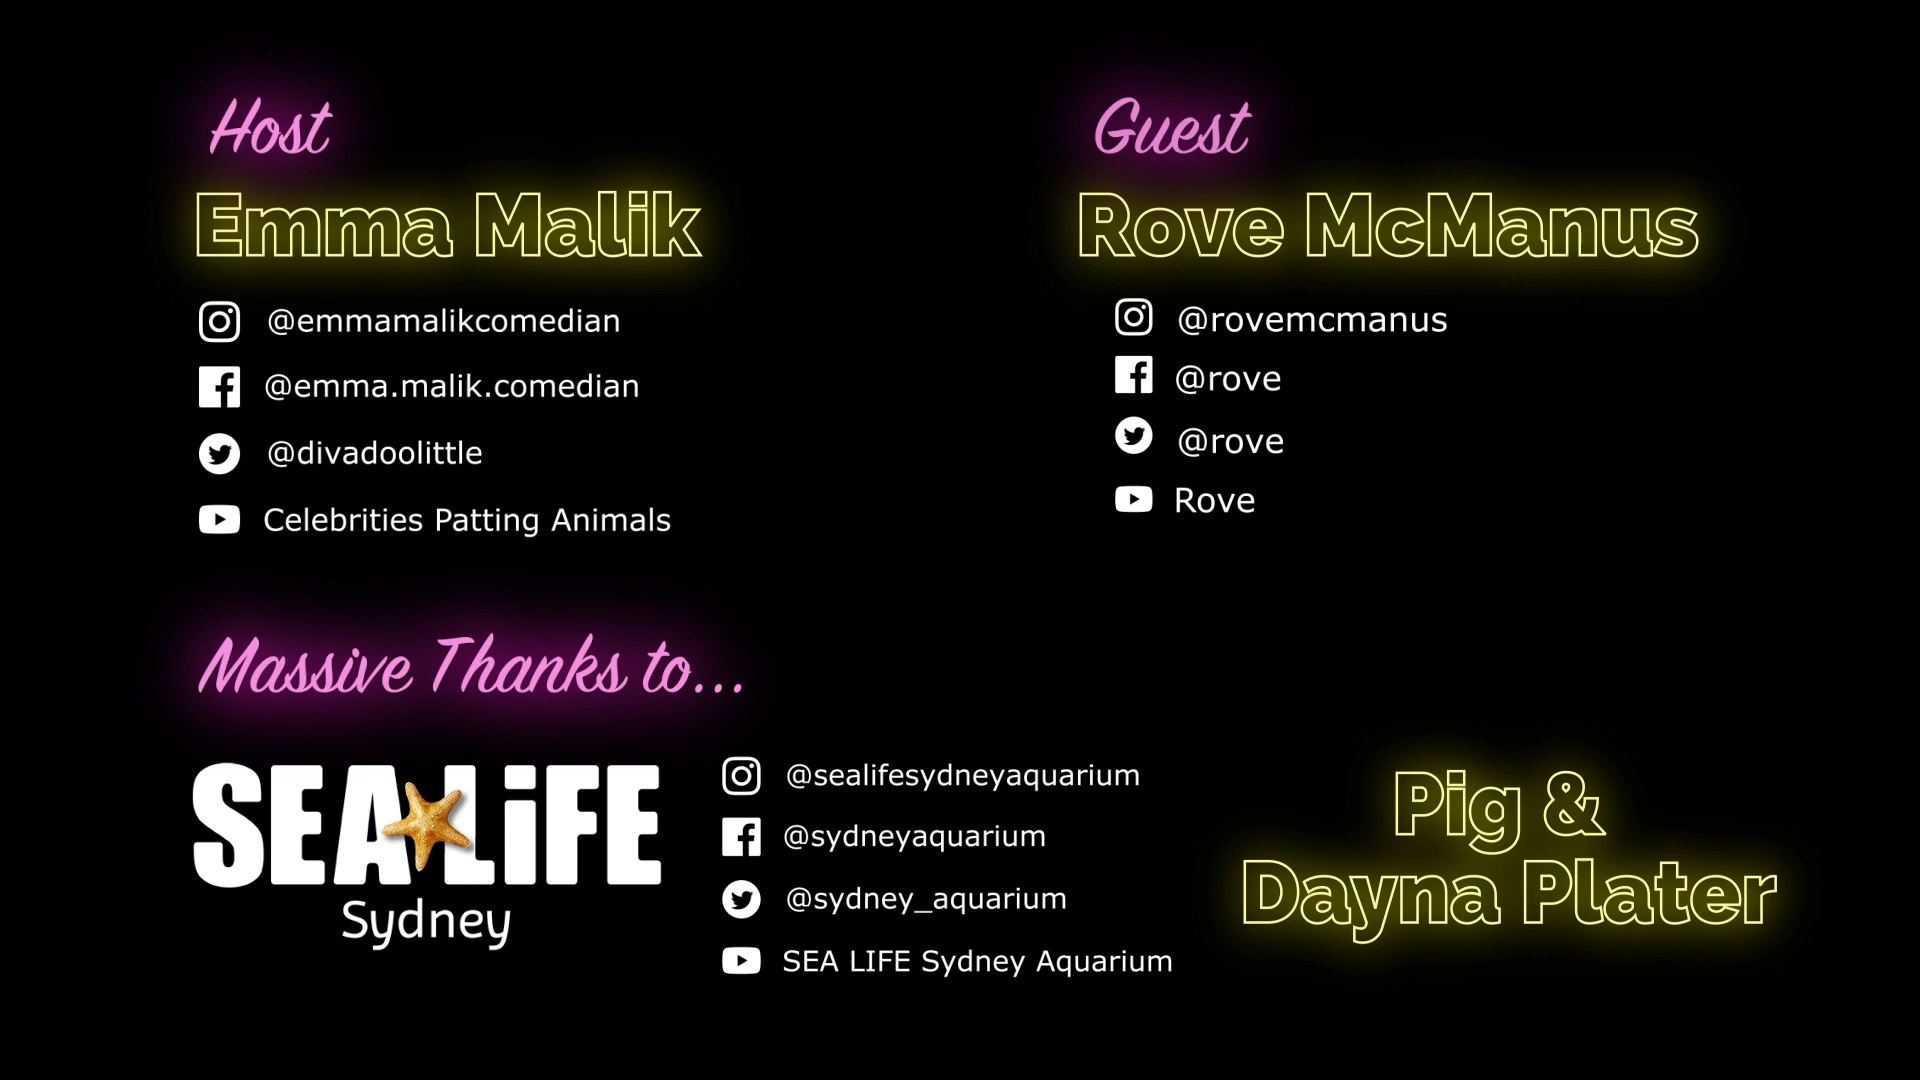 Host
Emma Malik
@emmamalikcomedian
@emma.malik.comedian
@divadoolittle
Celebrities Patting Animals
Guest
Rove McManus
@rovemcmanus
@rove
@rove
Rove
Massive Thanks to...
SEA LiFE
Sydney
@sealifesydneyaquarium
@sydneyaquarium
@sydney_aquarium
SEA LIFE Sydney Aquarium
Pig &
Dayna Plater